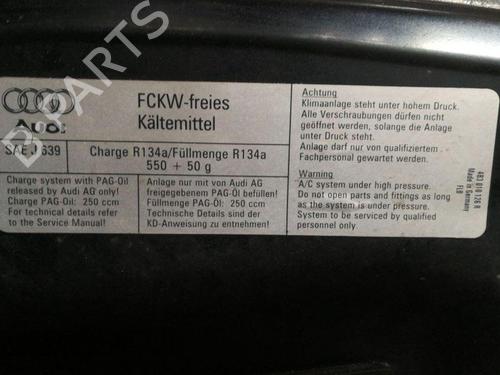 B PARTS
Audi
SAE J 639
FCKW-freies
Kältemittel
Charge R134a/Füllmenge R134a
550 + 50 g
Charge system with PAG-Oil
released by Audi AG only!
Charge PAG-Oil: 250 ccm
For technical details refer
to the Service Manual!
Anlage nur mit von Audi AG
freigegebenem PAG-Öl befüllen!
Füllmenge PAG-Öl: 250 ccm
Technische Details sind der
KD-Anweisung zu entnehmen!
Achtung
Klimaanlage steht unter hohem Druck.
Alle Verschraubungen dürfen nicht
geöffnet werden, solange die Anlage
unter Druck steht.
Anlage darf nur von qualifiziertem
Fachpersonal gewartet werden.
Warning
A/C system under high pressure.
Do not open parts and fittings as long
as the system is under pressure.
System to be serviced by qualified
personnel only.
4B3 010 726 R
Made in Germany
FLB